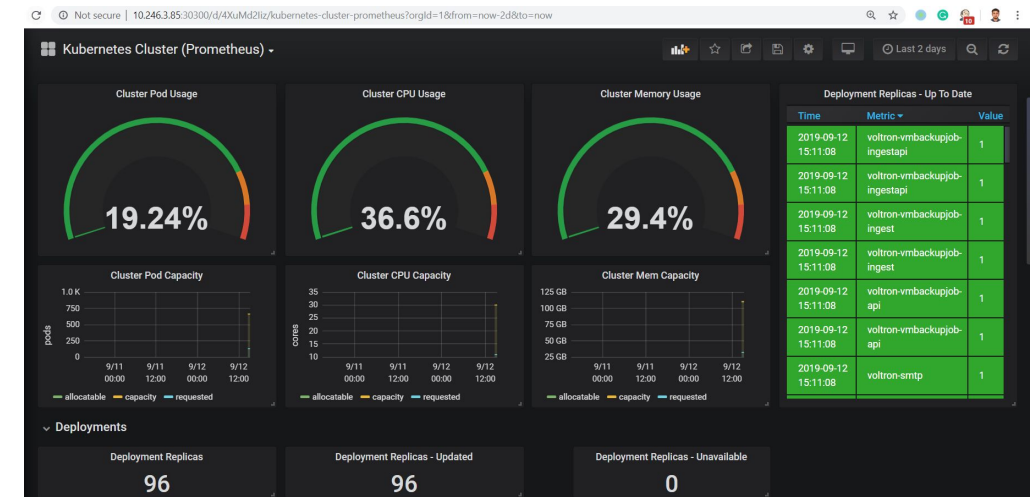 Not secure | 10.246.3.85:30300/d/4XuMd2Iiz/kubernetes-cluster-prometheus?orgId=1&from=now-2d&to=now
10
Kubernetes Cluster (Prometheus)
Last 2 days
Cluster Pod Usage
19.24%
Cluster CPU Usage
36.6%
Cluster Memory Usage
29.4%
Deployment Replicas - Up To Date
Time Metric Value
2019-09-12 voltron-vmbackupjob- 1
15:11:08 ingestapi
2019-09-12 voltron-vmbackupjob- 1
15:11:08 ingestapi
2019-09-12 voltron-vmbackupjob- 1
15:11:08 ingest
2019-09-12 voltron-vmbackupjob- 1
15:11:08 ingest
2019-09-12 voltron-vmbackupjob- 1
15:11:08 api
2019-09-12 voltron-vmbackupjob- 1
15:11:08 api
2019-09-12 voltron-smtp 1
15:11:08
Cluster Pod Capacity
1.0 K
750
500
250
0
pods
9/11 9/11 9/12 9/12
00:00 12:00 00:00 12:00
allocatable capacity requested
Cluster CPU Capacity
35
30
25
20
15
10
cores
9/11 9/11 9/12 9/12
00:00 12:00 00:00 12:00
allocatable capacity requested
Cluster Mem Capacity
125 GB
100 GB
75 GB
50 GB
25 GB
9/11 9/11 9/12 9/12
00:00 12:00 00:00 12:00
allocatable capacity requested
Deployments
Deployment Replicas
96
Deployment Replicas - Updated
96
Deployment Replicas - Unavailable
0